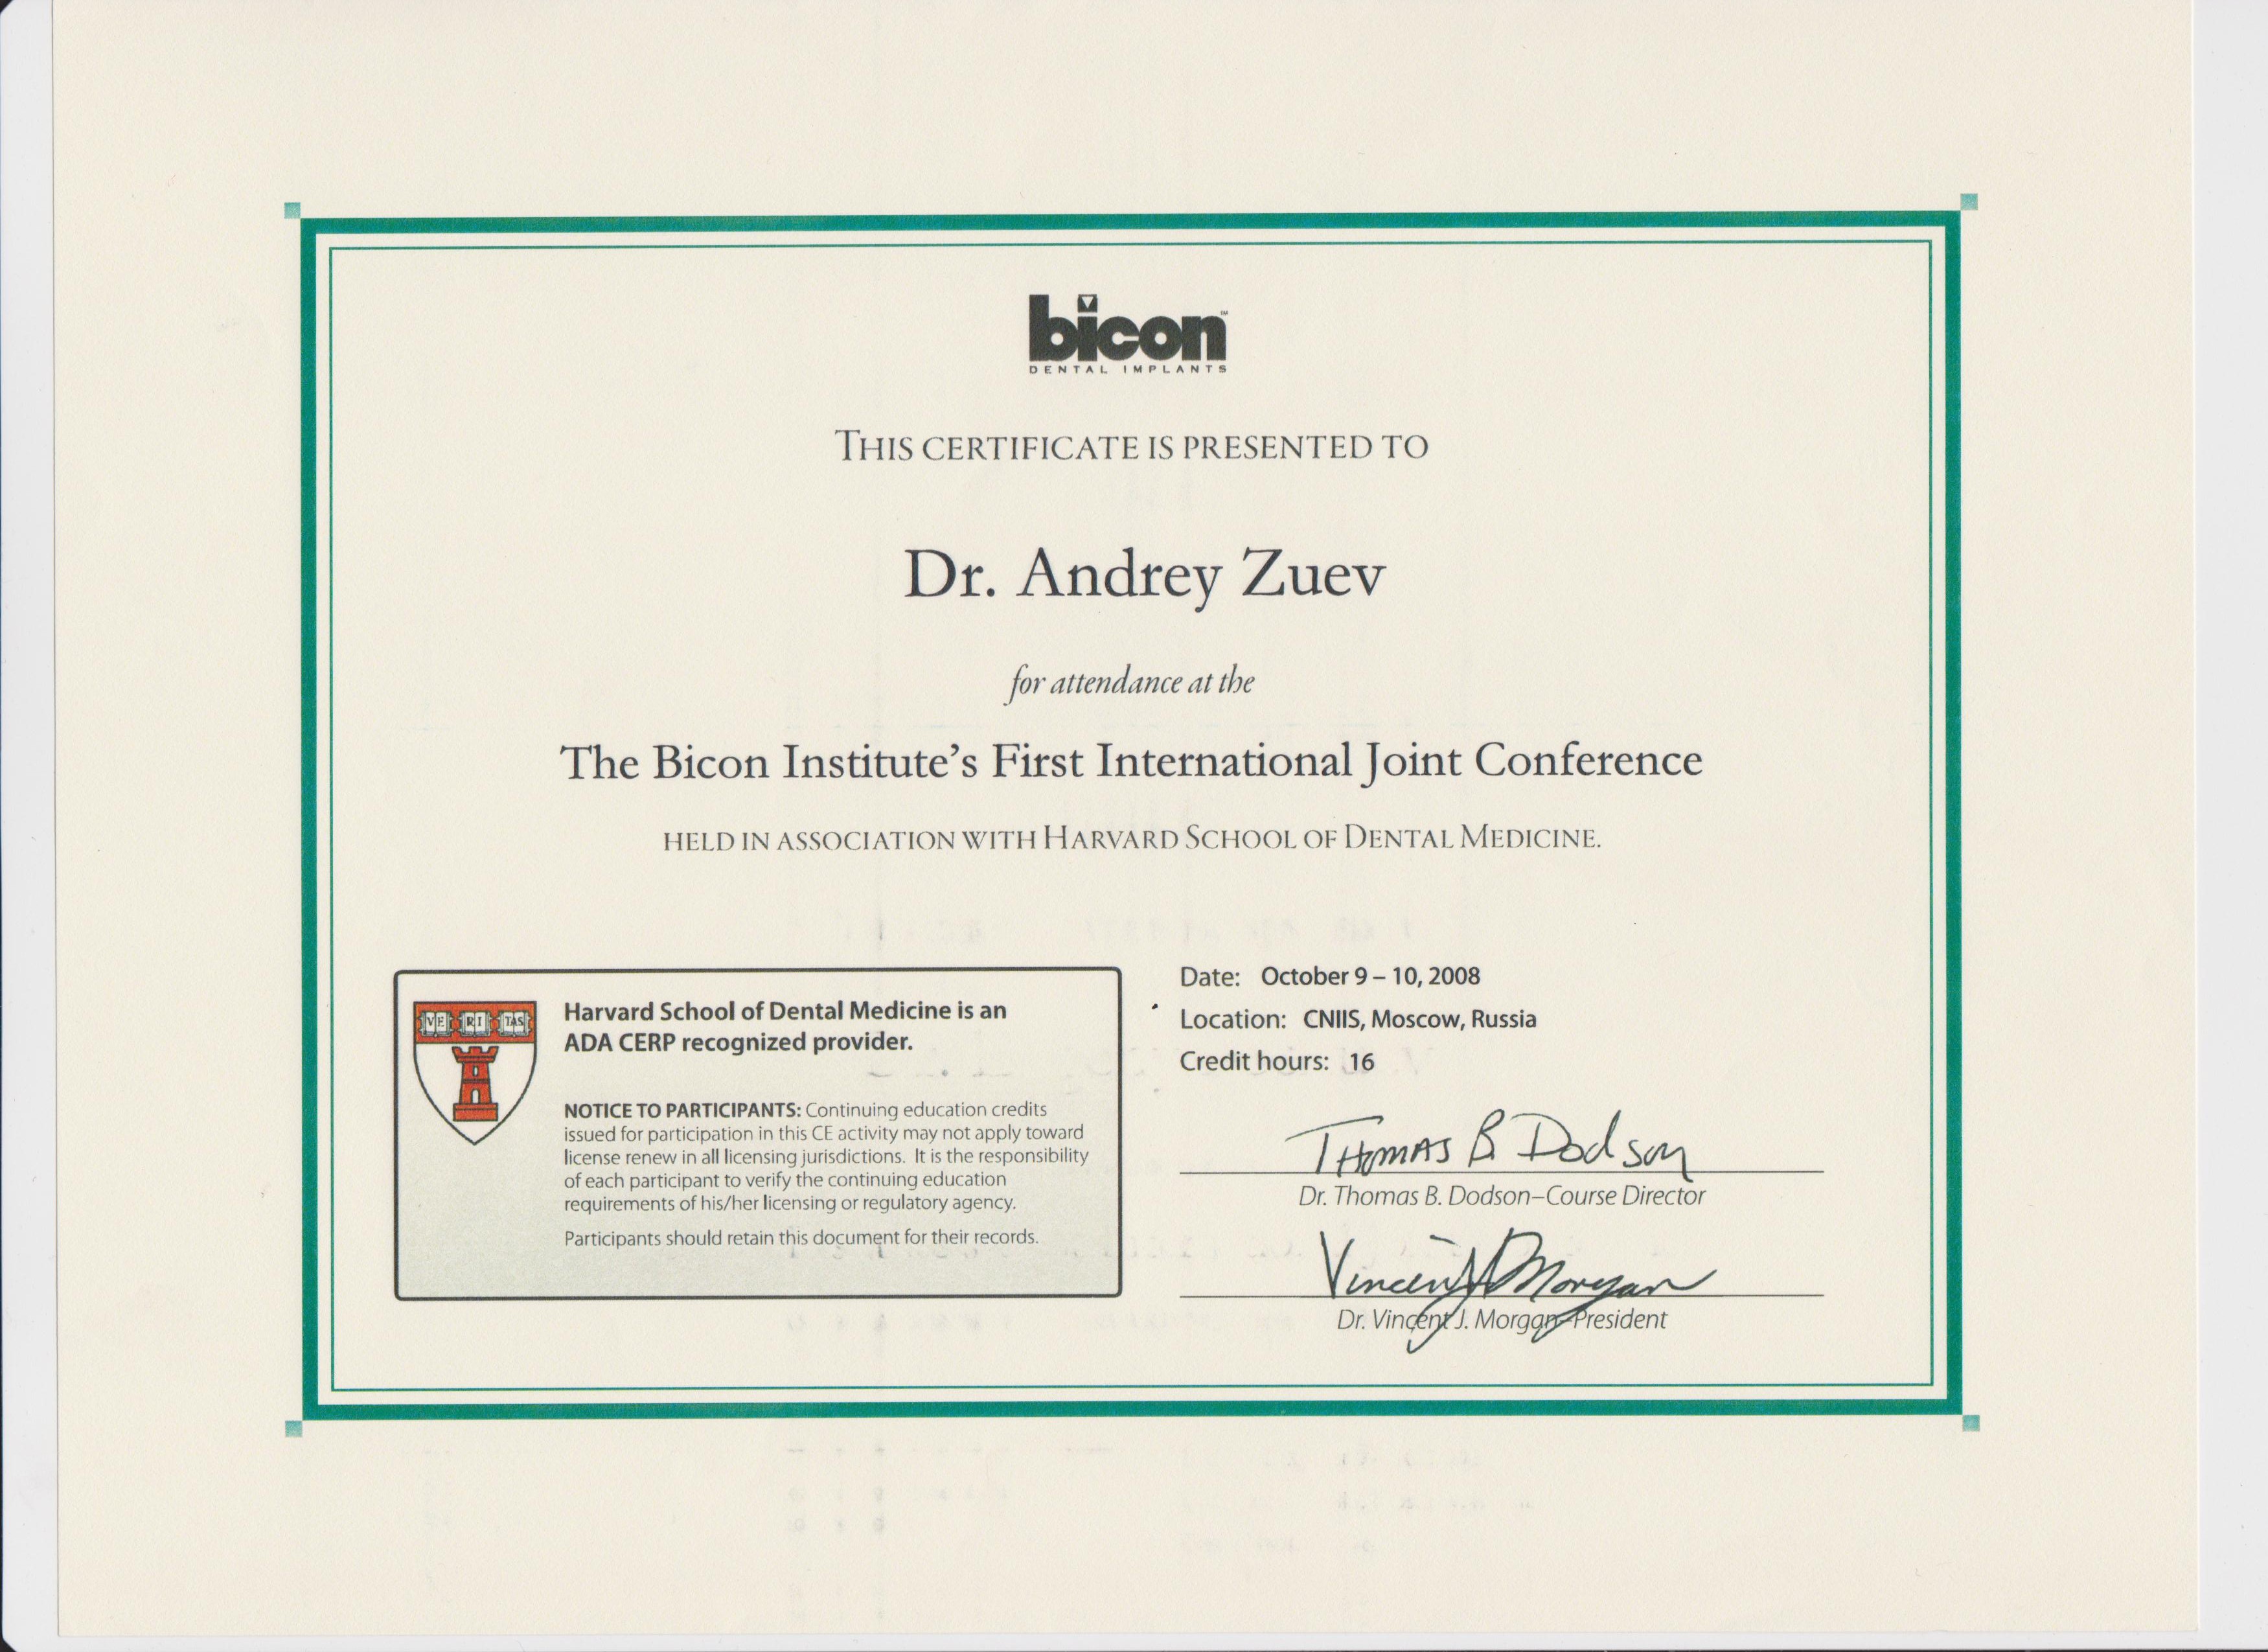 bicon™
DENTAL IMPLANTS
THIS CERTIFICATE IS PRESENTED TO
Dr. Andrey Zuev
for attendance at the
The Bicon Institute's First International Joint Conference
HELD IN ASSOCIATION WITH HARVARD SCHOOL OF DENTAL MEDICINE.
VE RI TAS
Harvard School of Dental Medicine is an
ADA CERP recognized provider.
NOTICE TO PARTICIPANTS: Continuing education credits
issued for participation in this CE activity may not apply toward
license renew in all licensing jurisdictions. It is the responsibility
of each participant to verify the continuing education
requirements of his/her licensing or regulatory agency.
Participants should retain this document for their records.
Date: October 9 – 10, 2008
Location: CNIIS, Moscow, Russia
Credit hours: 16
THOMAS B. Dodson
Dr. Thomas B. Dodson–Course Director
Vincent J Morgan
Dr. Vincent J. Morgan–President